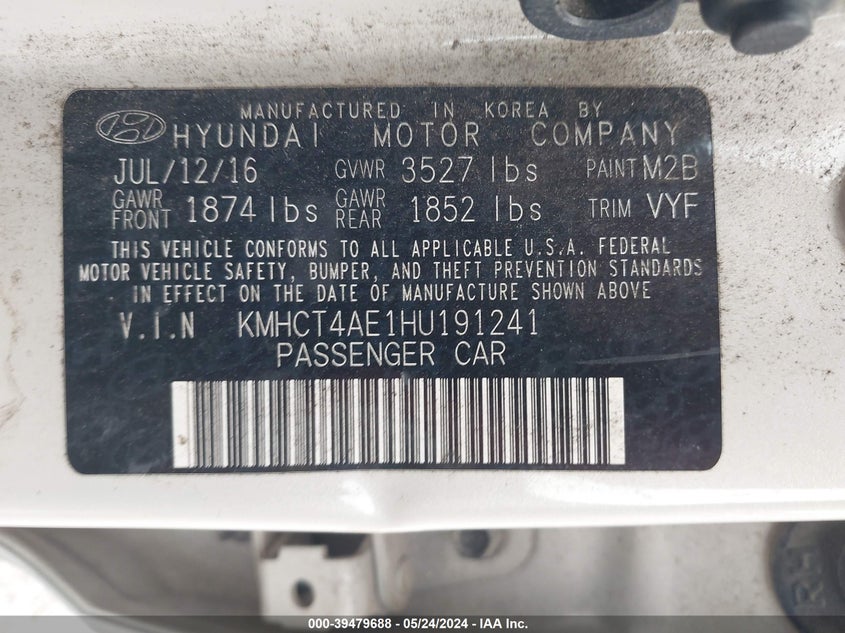 MANUFACTURED IN KOREA BY
HYUNDAI MOTOR COMPANY
JUL/12/16 GVWR 3527 lbs PAINT M2B
GAWR FRONT 1874 lbs GAWR REAR 1852 lbs TRIM VYF
THIS VEHICLE CONFORMS TO ALL APPLICABLE U.S.A. FEDERAL
MOTOR VEHICLE SAFETY, BUMPER, AND THEFT PREVENTION STANDARDS
IN EFFECT ON THE DATE OF MANUFACTURE SHOWN ABOVE
V.I.N KMHCT4AE1HU191241
PASSENGER CAR
RH
000-39479688 - 05/24/2024 - IAA Inc.